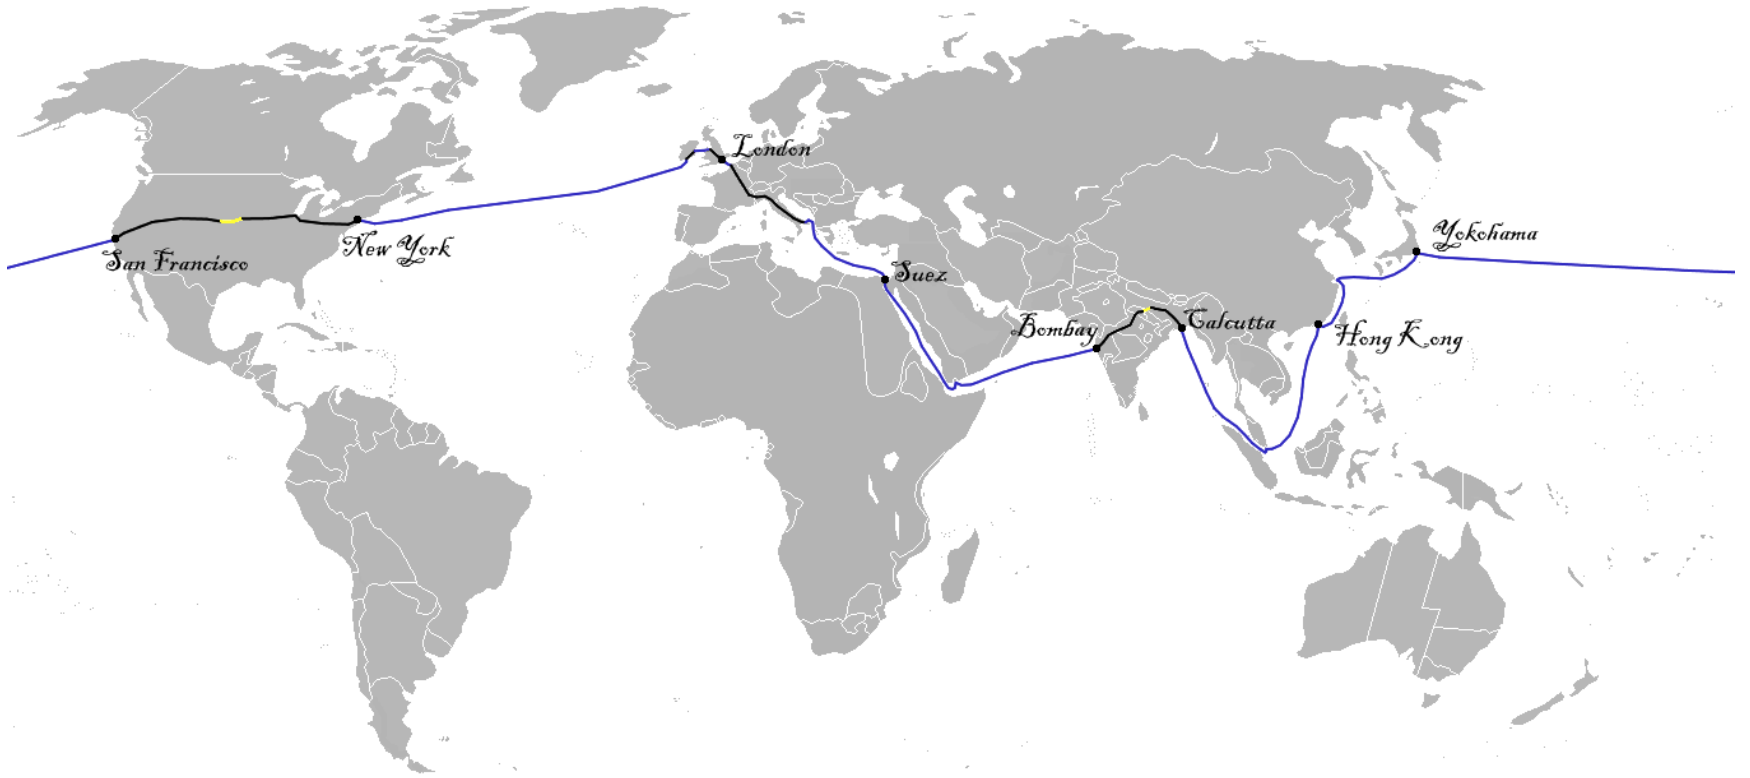 London
Yokohama
New York
San Francisco
Suez
Bombay
Calcutta
Hong Kong